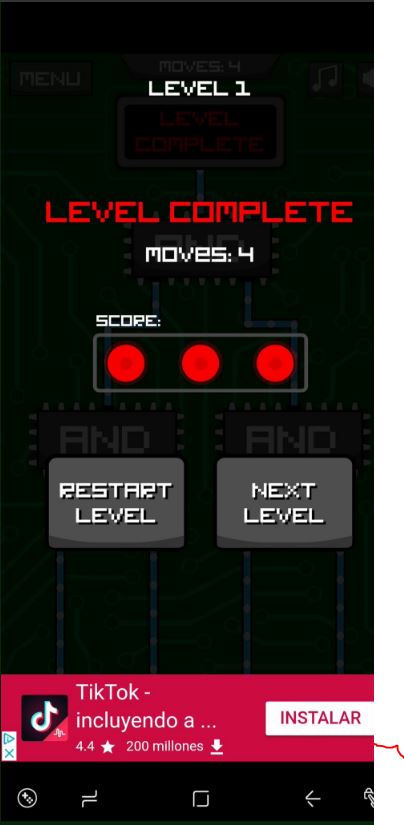 MOVES: 4
MENU
LEVEL 1
LEVEL
COMPLETE
LEVEL COMPLETE
AND
MOVES: 4
SCORE:
AND AND
RESTART
LEVEL
NEXT
LEVEL
TikTok -
incluyendo a ...
INSTALAR
4.4 ★ 200 millones